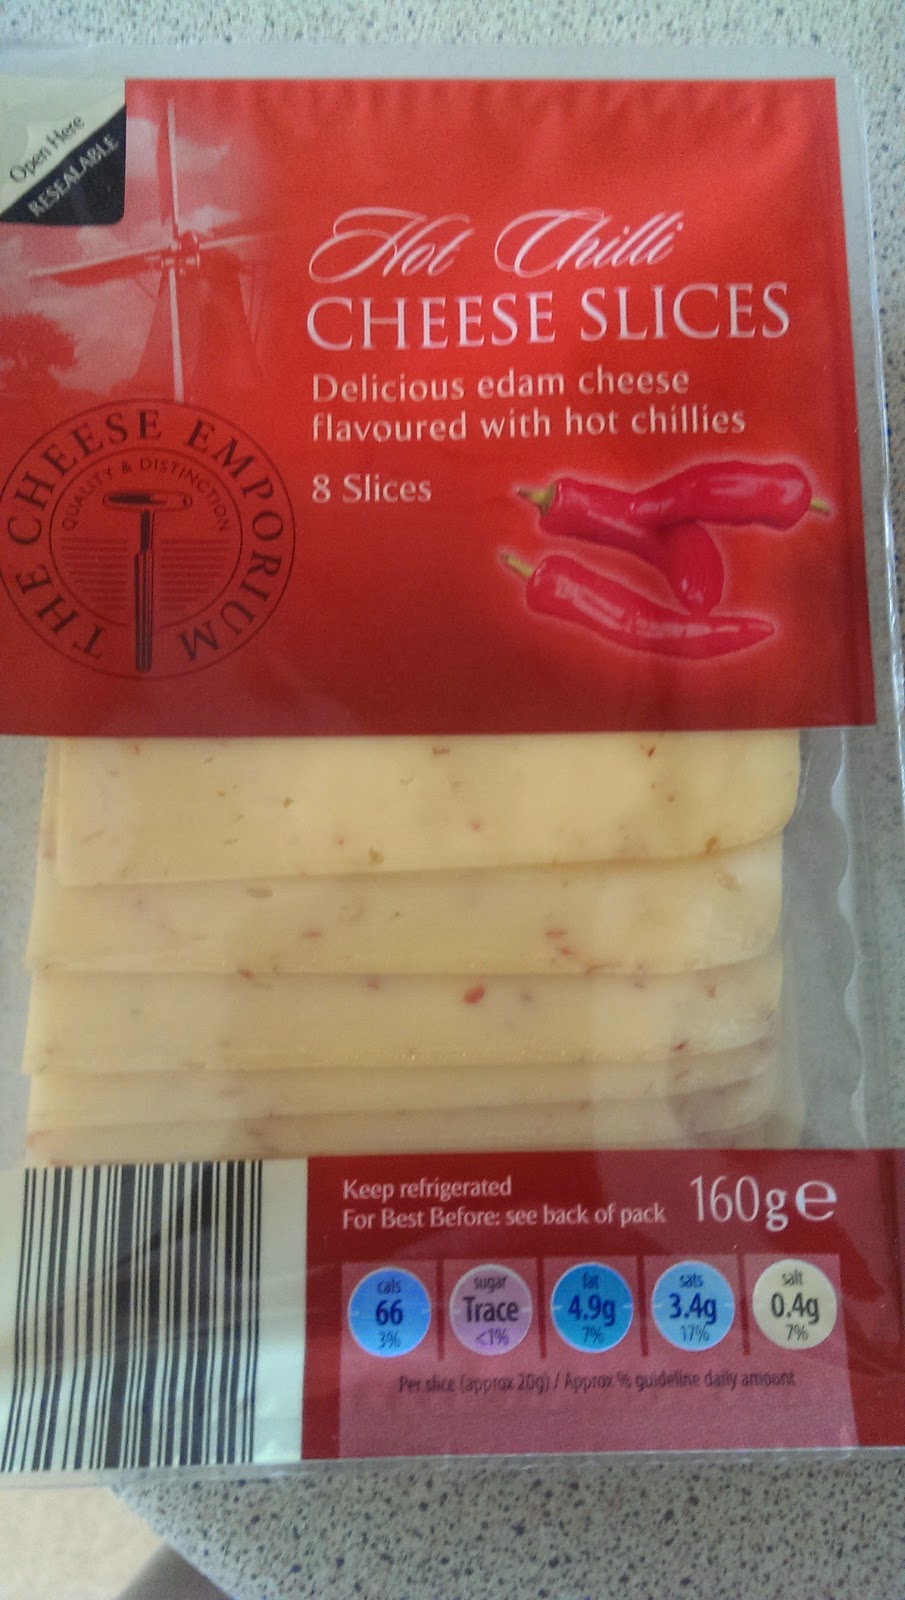 Open Here
RESEALABLE
Hot Chilli
CHEESE SLICES
Delicious edam cheese
flavoured with hot chillies
8 Slices
THE CHEESE EMPORIUM
QUALITY & DISTINCTION
Keep refrigerated
For Best Before: see back of pack
160g℮
cals
66
3%
sugar
Trace
<1%
fat
4.9g
7%
sats
3.4g
17%
salt
0.4g
7%
Per slice (approx 20g) / Approx % guideline daily amount